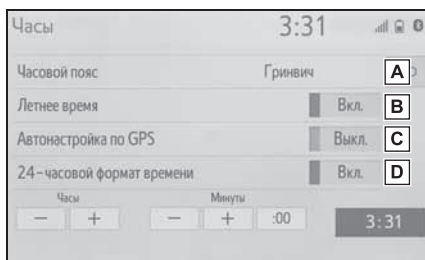 Часы 3:31
Часовой пояс Гринвич A
Летнее время Вкл. B
Автонастройка по GPS Выкл. C
24-часовой формат времени Вкл. D
Часы Минуты
− + − + :00 3:31